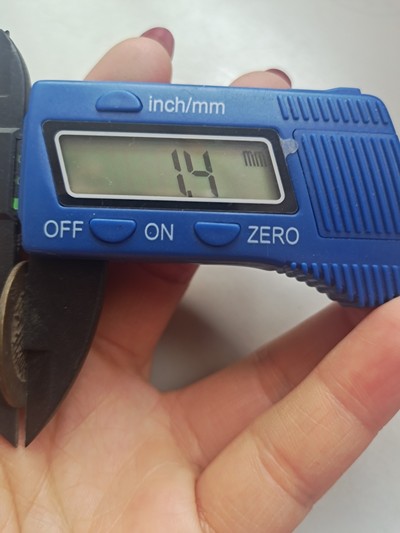 inch/mm
1.4 mm
OFF ON ZERO